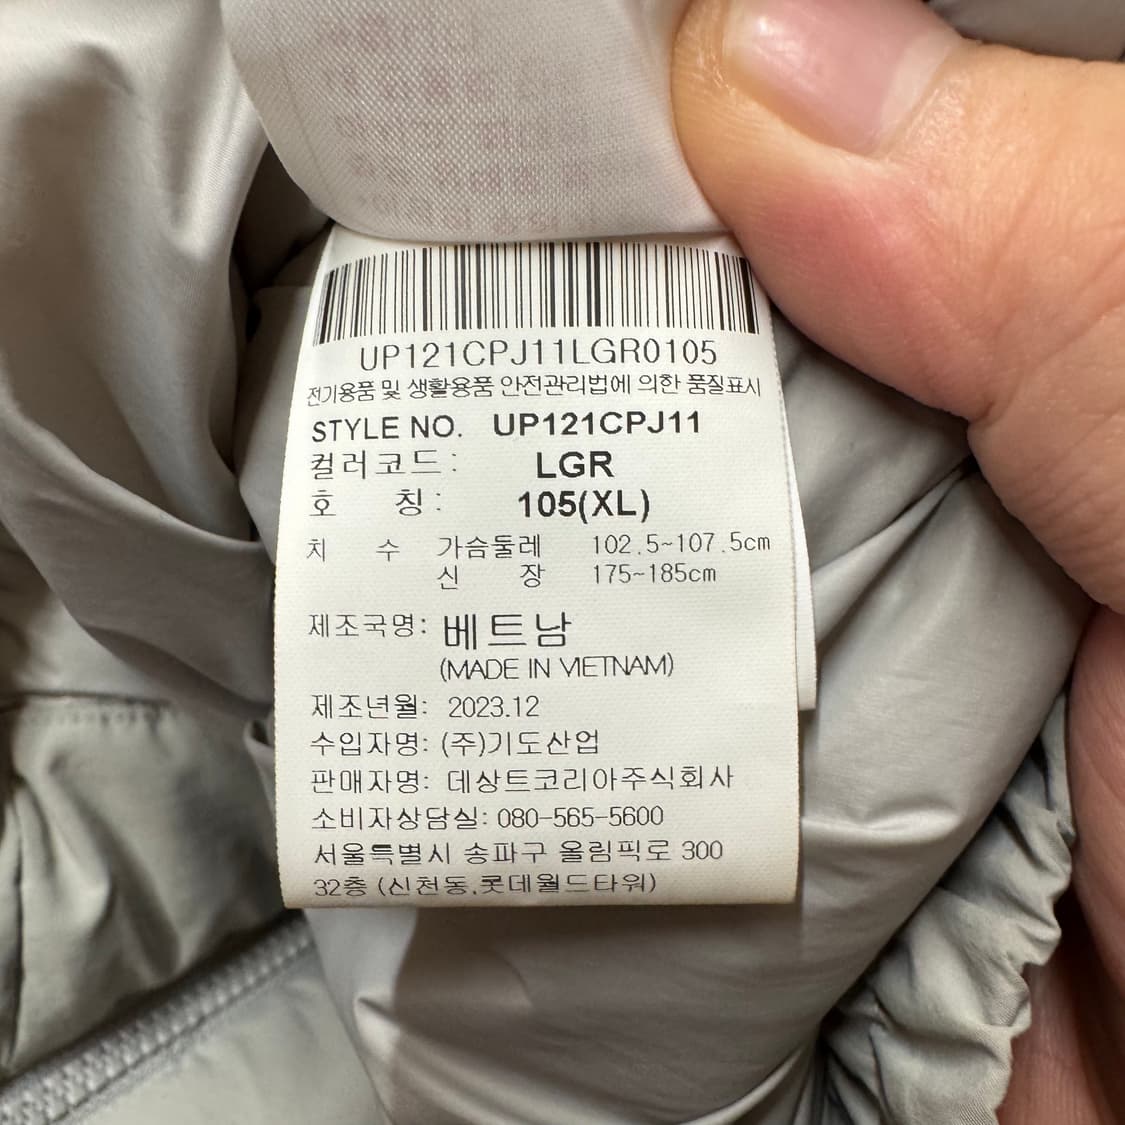 UP121CPJ11LGR0105
전기용품 및 생활용품 안전관리법에 의한 품질표시
STYLE NO. UP121CPJ11
컬러코드: LGR
호 칭: 105(XL)
치 수 가슴둘레 102.5~107.5cm
신 장 175~185cm
제조국명: 베트남
(MADE IN VIETNAM)
제조년월: 2023.12
수입자명: (주)기도산업
판매자명: 데상트코리아주식회사
소비자상담실: 080-565-5600
서울특별시 송파구 올림픽로 300
32층 (신천동,롯데월드타워)